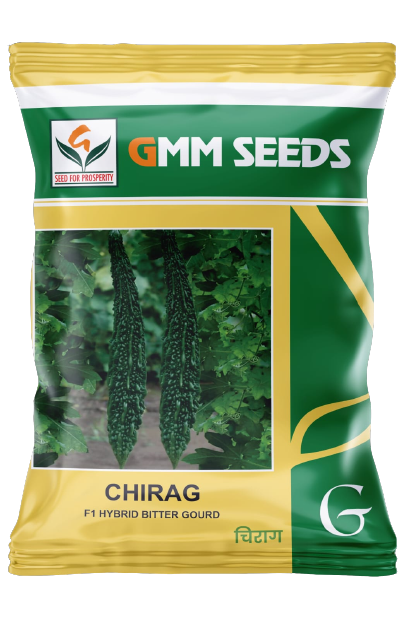 G
SEED FOR PROSPERITY
GMM SEEDS
CHIRAG
F1 HYBRID BITTER GOURD
चिराग
G